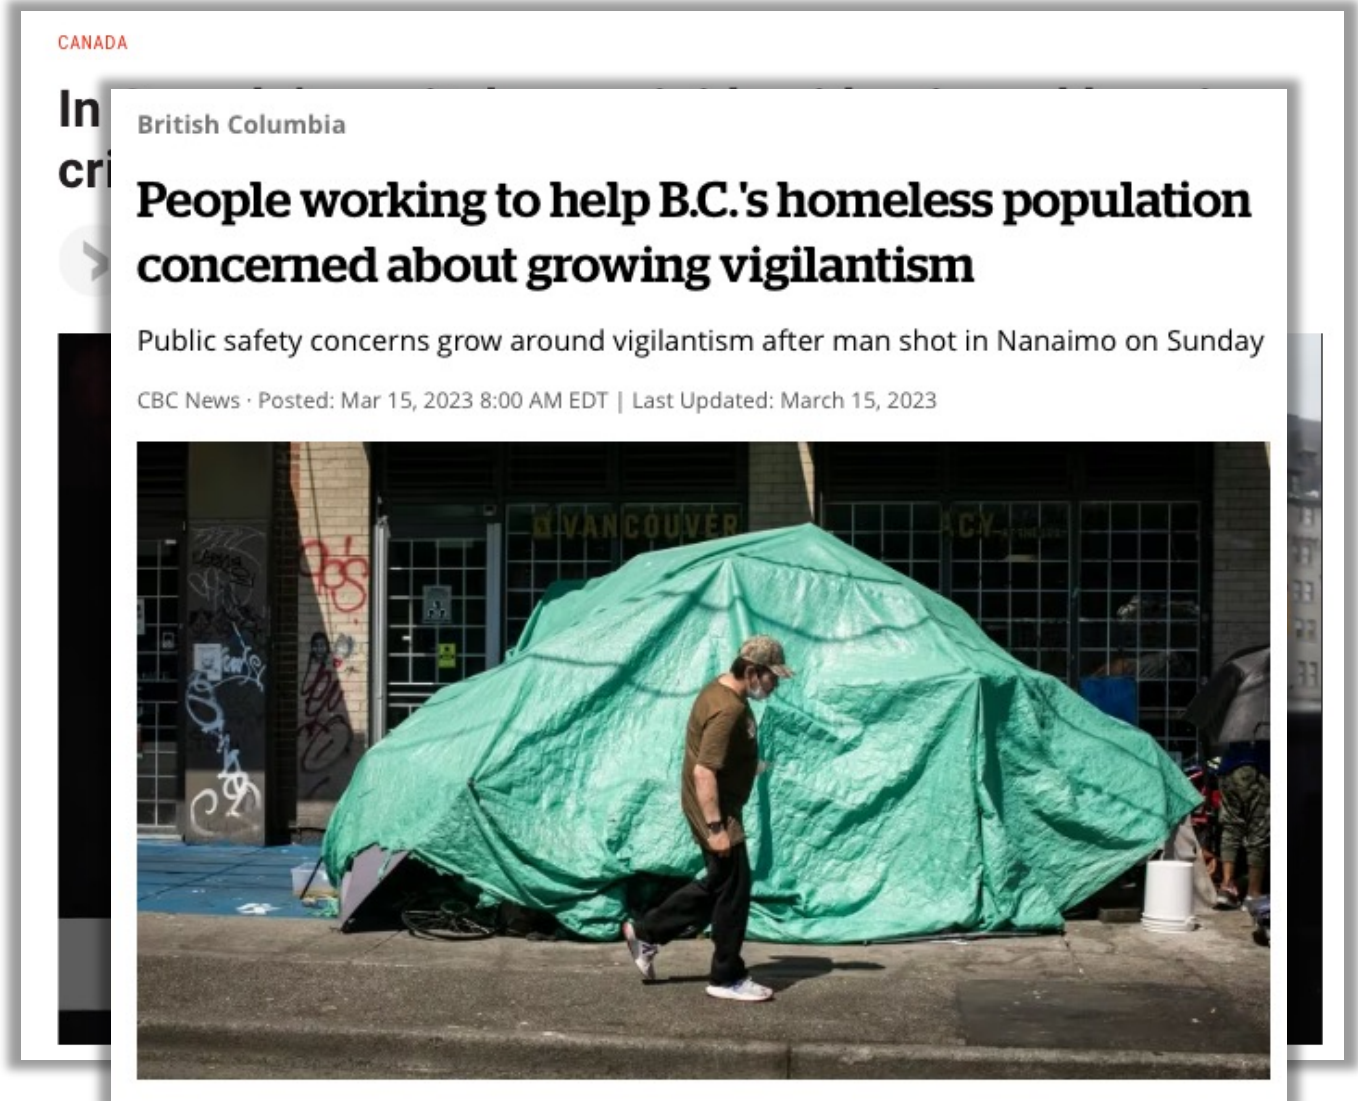 CANADA
In
cri
British Columbia
People working to help B.C.'s homeless population
concerned about growing vigilantism
Public safety concerns grow around vigilantism after man shot in Nanaimo on Sunday
CBC News · Posted: Mar 15, 2023 8:00 AM EDT | Last Updated: March 15, 2023
VANCOUVER
ACY